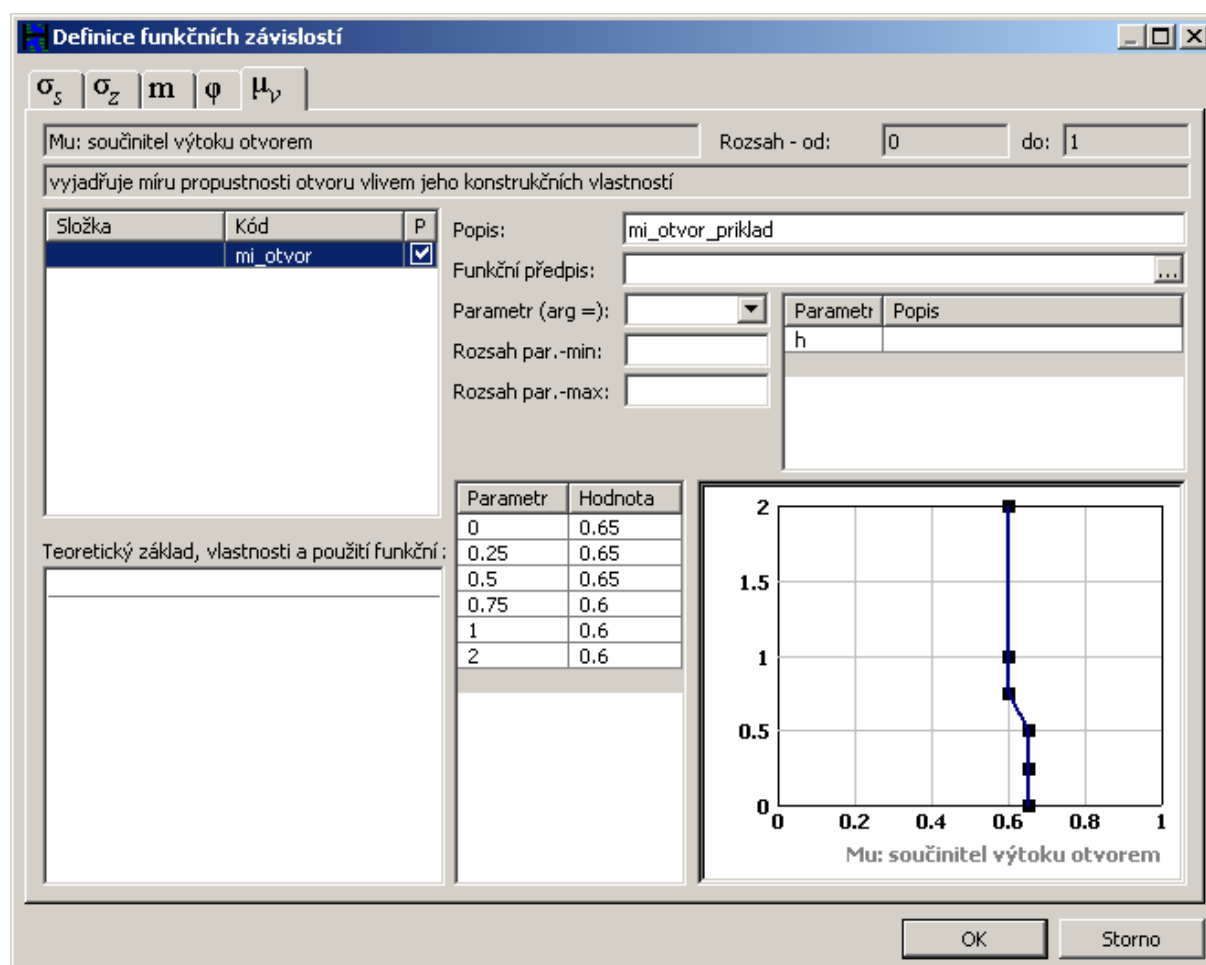 Definice funkčních závislostí
σs σz m φ μν
Mu: součinitel výtoku otvorem Rozsah - od: 0 do: 1
vyjadřuje míru propustnosti otvoru vlivem jeho konstrukčních vlastností
Složka Kód P
mi_otvor
Popis: mi_otvor_priklad
Funkční předpis: ...
Parametr (arg =):
Rozsah par.-min:
Rozsah par.-max:
Parametr Popis
h
Teoretický základ, vlastnosti a použití funkční :
Parametr Hodnota
0 0.65
0.25 0.65
0.5 0.65
0.75 0.6
1 0.6
2 0.6
2
1.5
1
0.5
0
0 0.2 0.4 0.6 0.8 1
Mu: součinitel výtoku otvorem
OK Storno